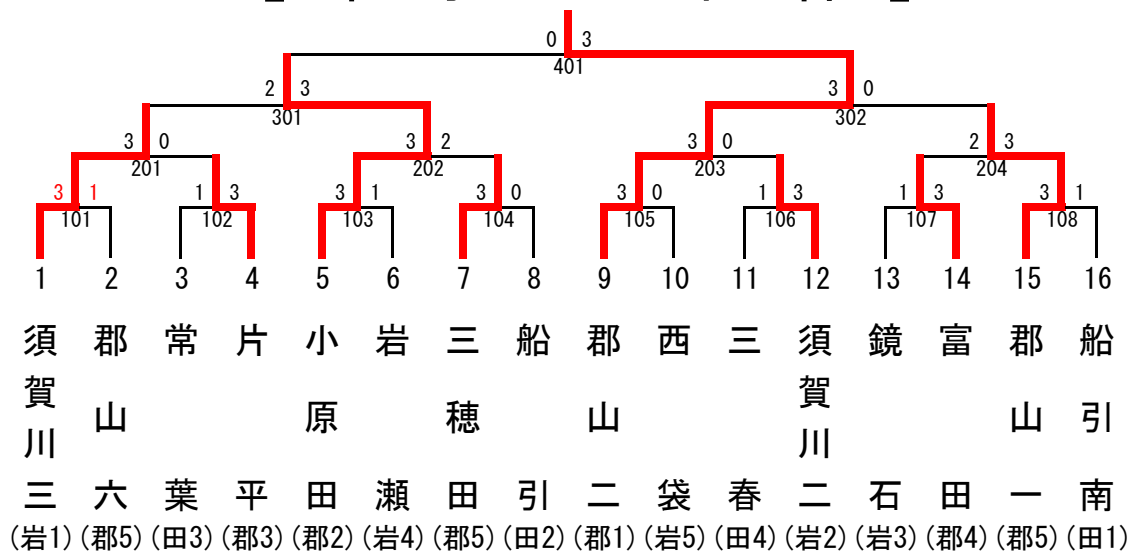 0 3
401
2 3 3 0
301 302
3 0 3 2 3 0 2 3
201 202 203 204
3 1 1 3 3 1 3 0 3 0 1 3 1 3 3 1
101 102 103 104 105 106 107 108
1 2 3 4 5 6 7 8 9 10 11 12 13 14 15 16
須賀川三
郡山六
常葉
片平
小原田
岩瀬
三穂田
船引
郡山二
西袋
三春
須賀川二
鏡石
富田
郡山一
船引南
(岩1) (郡5) (田3) (郡3) (郡2) (岩4) (郡5) (田2) (郡1) (岩5) (田4) (岩2) (岩3) (郡4) (郡5) (田1)